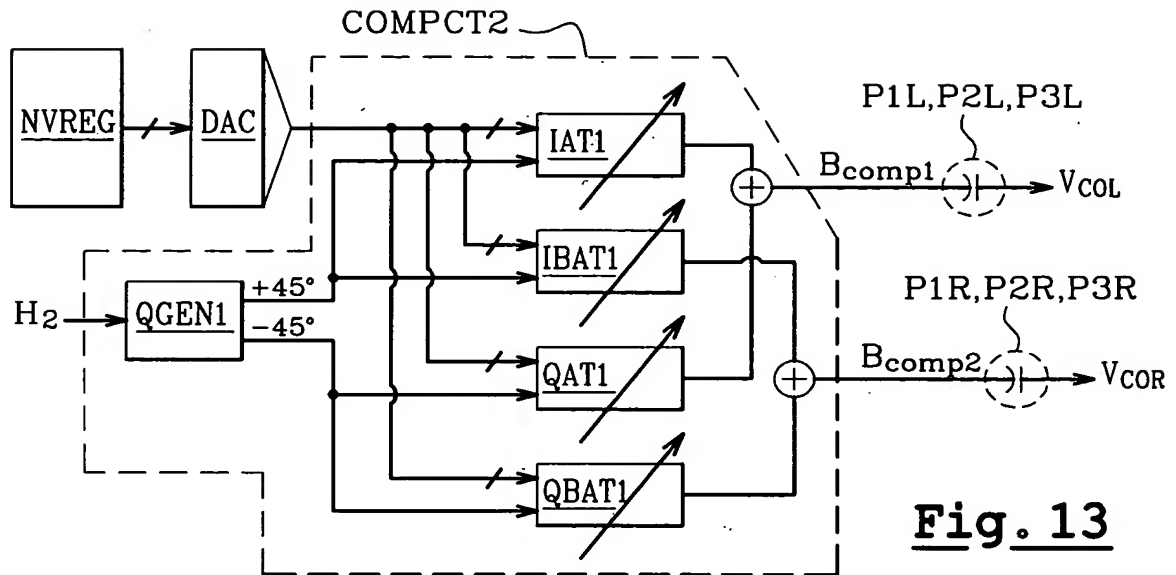 COMPCT2
NVREG
DAC
IAT1
P1L,P2L,P3L
Bcomp1
VCOL
IBAT1
H2
QGEN1
+45°
-45°
P1R,P2R,P3R
QAT1
Bcomp2
VCOR
QBAT1
Fig. 13